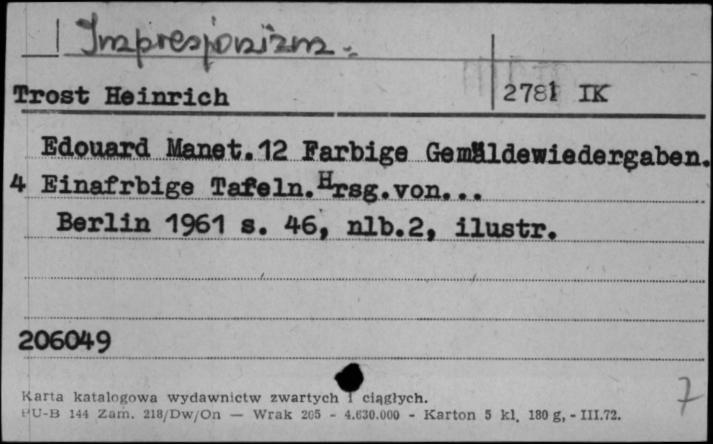 Impresjonizm
Trost Heinrich 2781 IK
Edouard Manet.12 Farbige Gemäldewiedergaben.
4 Einafrbige Tafeln.Hrsg.von...
Berlin 1961 s. 46, nlb.2, ilustr.
206049
Karta katalogowa wydawnictw zwartych i ciągłych.
PU-B 144 Zam. 218/Dw/On — Wrak 205 - 4.630.000 - Karton 5 kl. 180 g, - III.72.
7